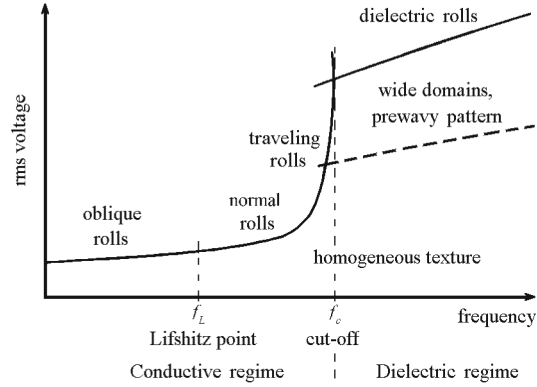 dielectric rolls
wide domains,
prewavy pattern
traveling
rolls
rms voltage
normal
rolls
oblique
rolls
homogeneous texture
f_L
f_c
frequency
Lifshitz point
cut-off
Conductive regime
Dielectric regime